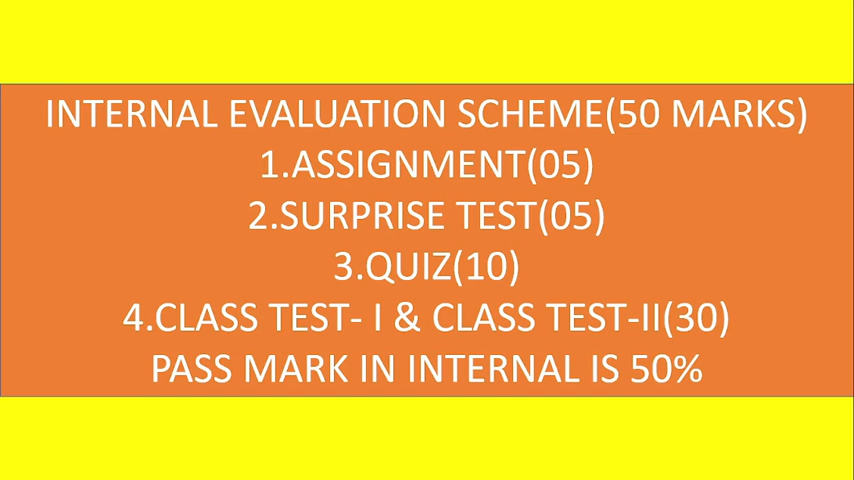 INTERNAL EVALUATION SCHEME(50 MARKS)
1.ASSIGNMENT(05)
2.SURPRISE TEST(05)
3.QUIZ(10)
4.CLASS TEST- I & CLASS TEST-II(30)
PASS MARK IN INTERNAL IS 50%